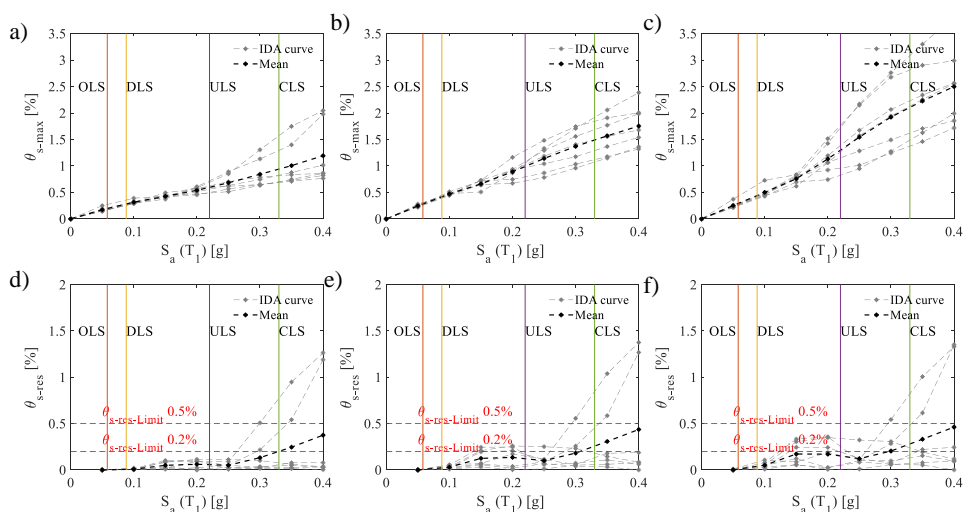 a)
3.5
3
2.5
2
1.5
1
0.5
0
θs-max [%]
OLS
DLS
ULS
CLS
IDA curve
Mean
0 0.1 0.2 0.3 0.4
Sa (T1) [g]
b)
3.5
3
2.5
2
1.5
1
0.5
0
θs-max [%]
OLS
DLS
ULS
CLS
IDA curve
Mean
0 0.1 0.2 0.3 0.4
Sa (T1) [g]
c)
3.5
3
2.5
2
1.5
1
0.5
0
θs-max [%]
OLS
DLS
ULS
CLS
IDA curve
Mean
0 0.1 0.2 0.3 0.4
Sa (T1) [g]
d)
2
1.5
1
0.5
0
θs-res [%]
OLS
DLS
ULS
CLS
IDA curve
Mean
θs-res-Limit 0.5%
θs-res-Limit 0.2%
0 0.1 0.2 0.3 0.4
Sa (T1) [g]
e)
2
1.5
1
0.5
0
θs-res [%]
OLS
DLS
ULS
CLS
IDA curve
Mean
θs-res-Limit 0.5%
θs-res-Limit 0.2%
0 0.1 0.2 0.3 0.4
Sa (T1) [g]
f)
2
1.5
1
0.5
0
θs-res [%]
OLS
DLS
ULS
CLS
IDA curve
Mean
θs-res-Limit 0.5%
θs-res-Limit 0.2%
0 0.1 0.2 0.3 0.4
Sa (T1) [g]